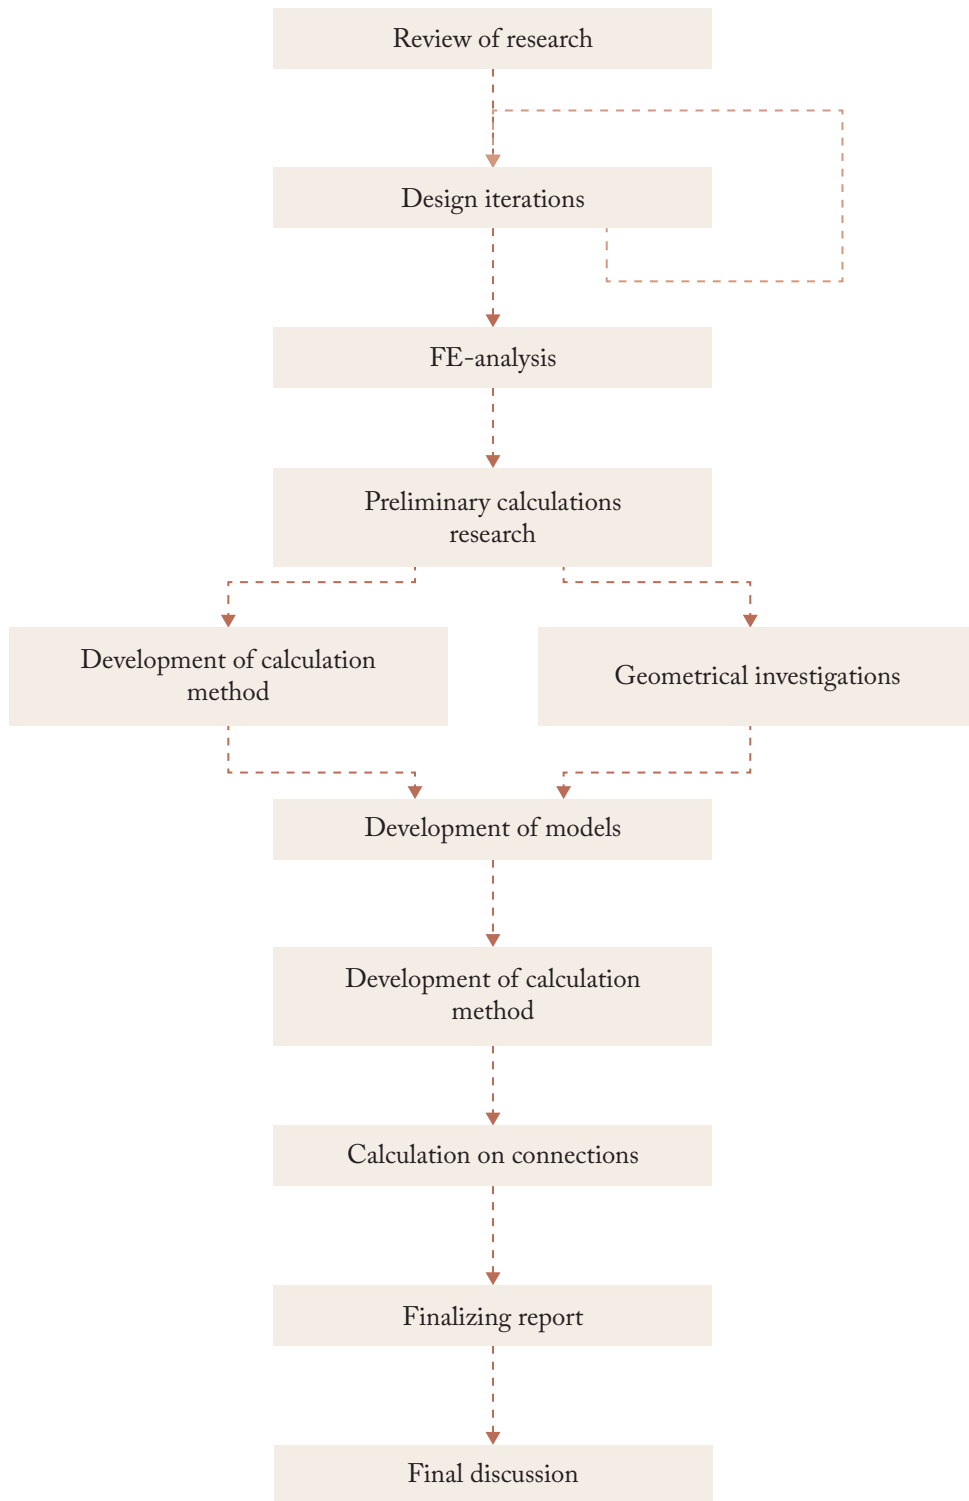 Review of research
Design iterations
FE-analysis
Preliminary calculations
research
Development of calculation
method
Geometrical investigations
Development of models
Development of calculation
method
Calculation on connections
Finalizing report
Final discussion